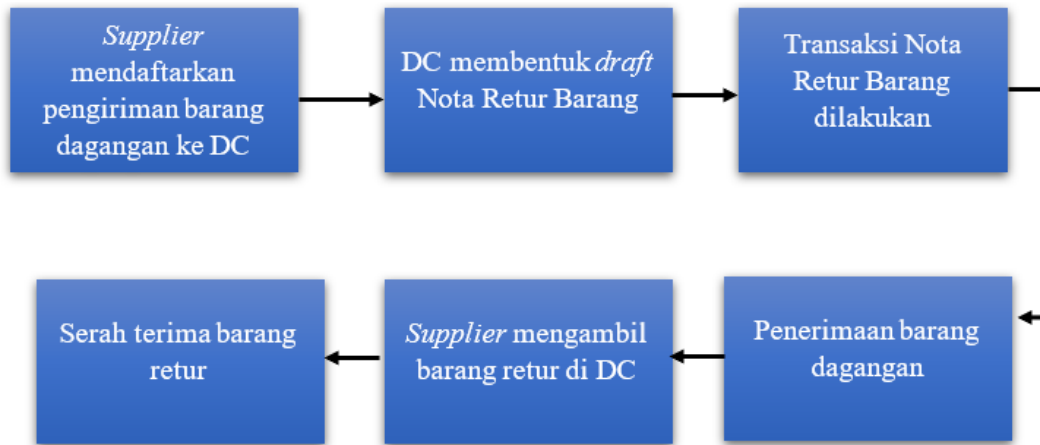 Supplier
mendaftarkan
pengiriman barang
dagangan ke DC
DC membentuk draft
Nota Retur Barang
Transaksi Nota
Retur Barang
dilakukan
Penerimaan barang
dagangan
Supplier mengambil
barang retur di DC
Serah terima barang
retur